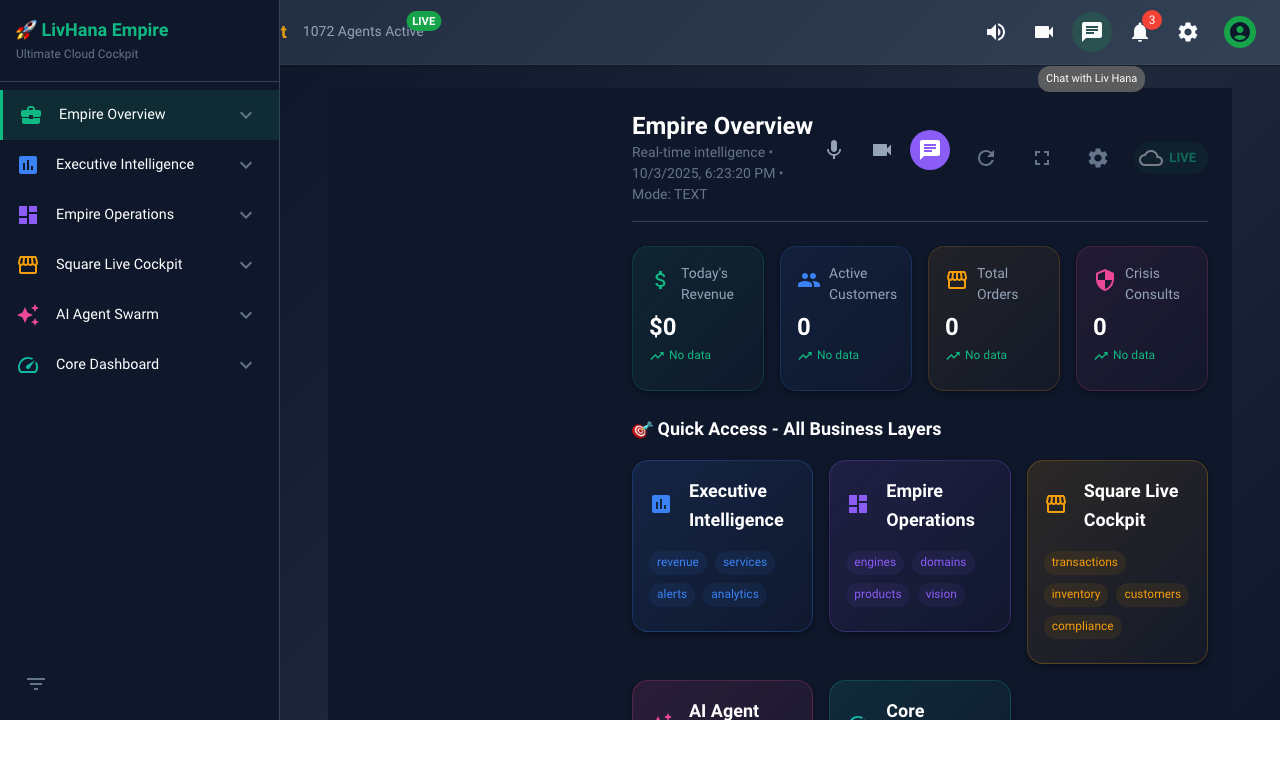 🚀 LivHana Empire
Ultimate Cloud Cockpit
t
1072 Agents Active
LIVE
3
Chat with Liv Hana
Empire Overview
Executive Intelligence
Empire Operations
Square Live Cockpit
AI Agent Swarm
Core Dashboard
Empire Overview
Real-time intelligence •
10/3/2025, 6:23:20 PM •
Mode: TEXT
LIVE
Today's
Revenue
$0
No data
Active
Customers
0
No data
Total
Orders
0
No data
Crisis
Consults
0
No data
🎯 Quick Access - All Business Layers
Executive
Intelligence
revenue services
alerts analytics
Empire
Operations
engines domains
products vision
Square Live
Cockpit
transactions
inventory customers
compliance
AI Agent
Core